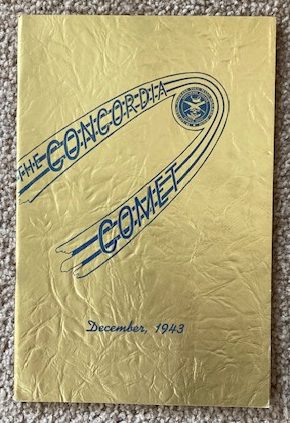 THE CONCORDIA
COMET
December, 1943